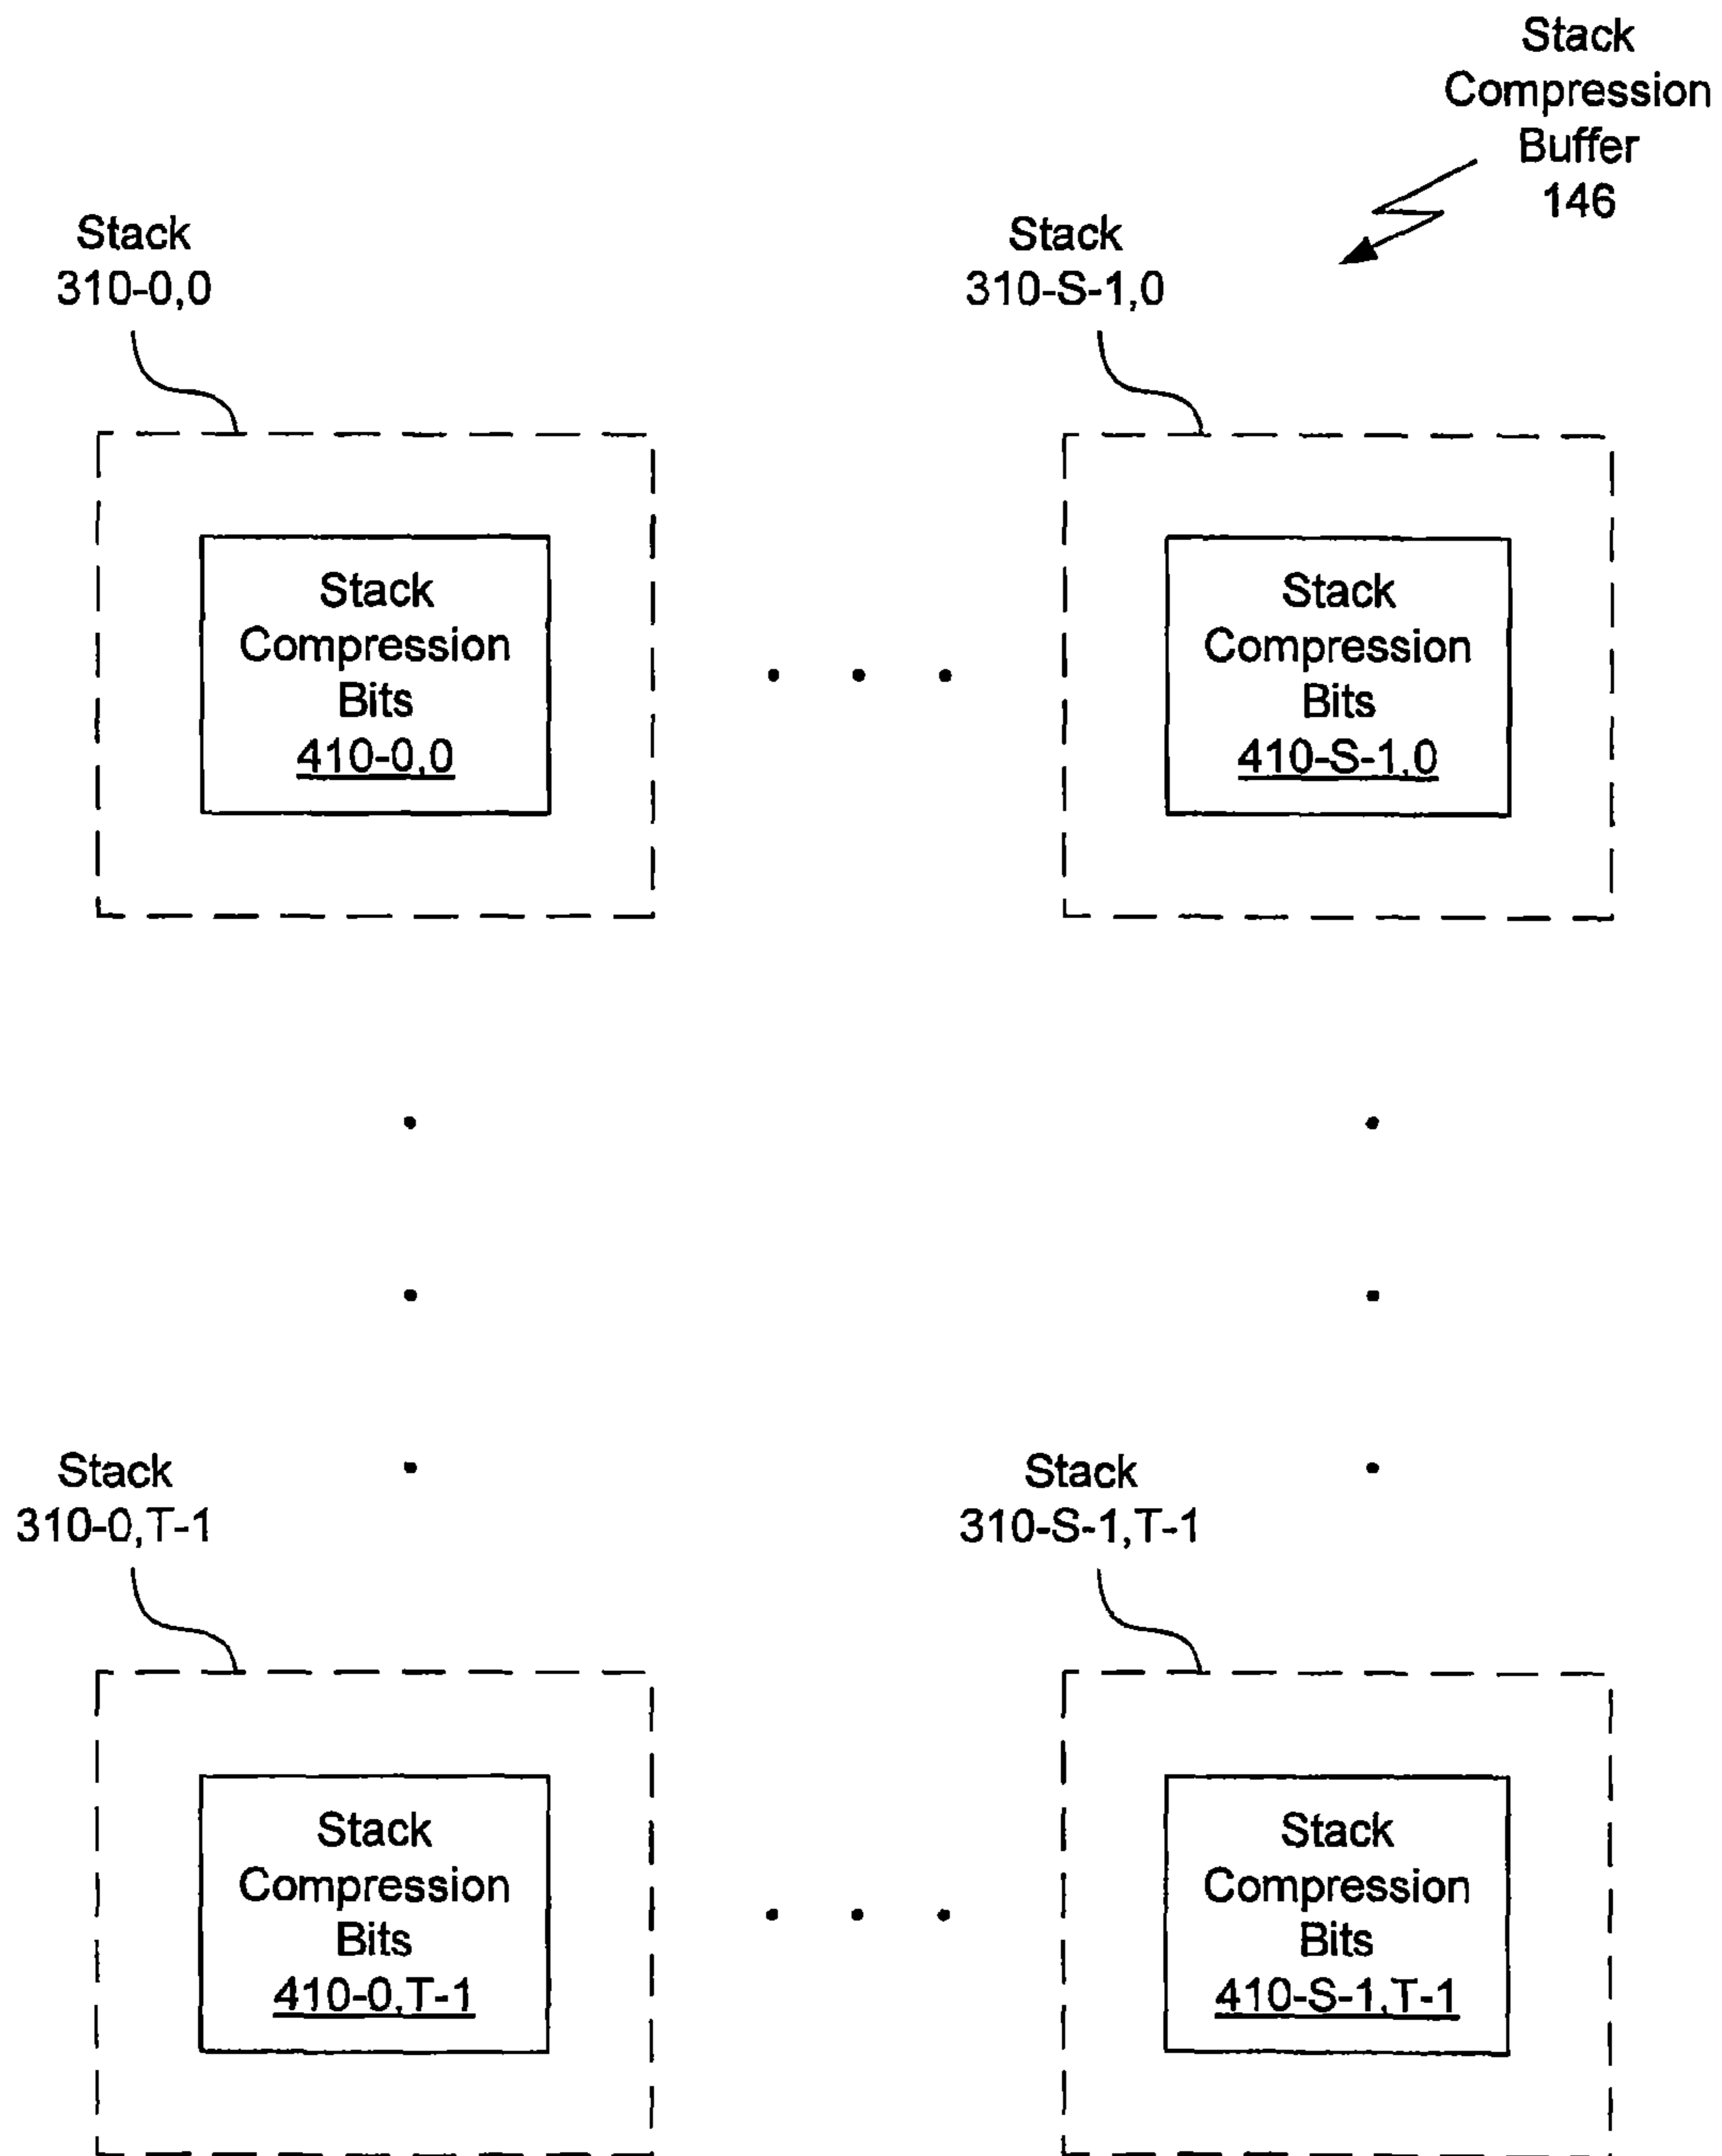 Stack
Compression
Buffer
146
Stack
310-0,0
Stack
310-S-1,0
Stack
Compression
Bits
410-0,0
Stack
Compression
Bits
410-S-1,0
Stack
310-0,T-1
Stack
310-S-1,T-1
Stack
Compression
Bits
410-0,T-1
Stack
Compression
Bits
410-S-1,T-1